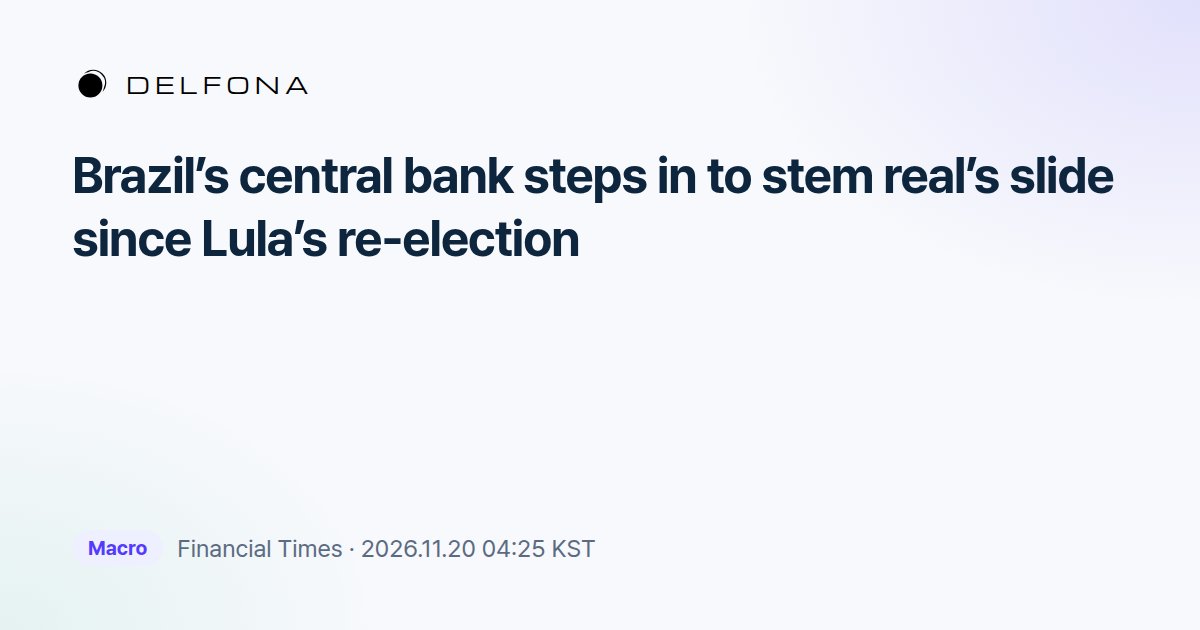 DELFONA
Brazil’s central bank steps in to stem real’s slide
since Lula’s re-election
Macro Financial Times · 2026.11.20 04:25 KST